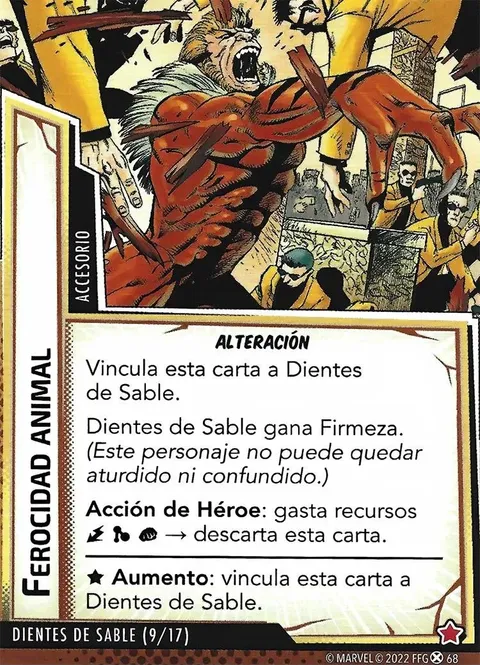 ACCESORIO
FEROCIDAD ANIMAL
ALTERACIÓN
Vincula esta carta a Dientes
de Sable.
Dientes de Sable gana Firmeza.
(Este personaje no puede quedar
aturdido ni confundido.)
Acción de Héroe: gasta recursos
→ descarta esta carta.
★ Aumento: vincula esta carta a
Dientes de Sable.
DIENTES DE SABLE (9/17)
© MARVEL © 2022 FFG 68